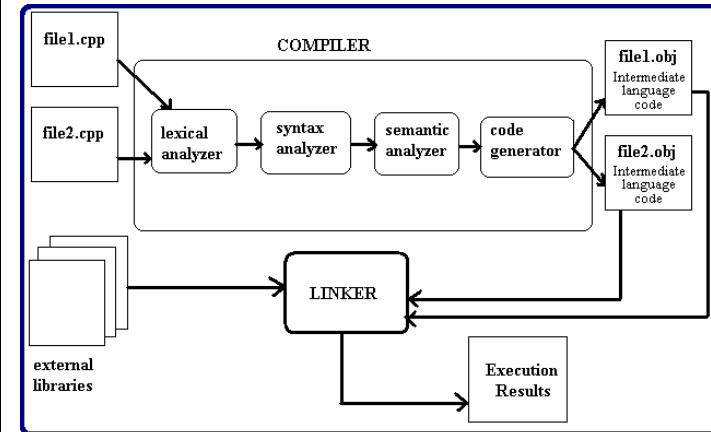 file1.cpp
COMPILER
file1.obj
Intermediate
language
code
file2.cpp
lexical
analyzer
syntax
analyzer
semantic
analyzer
code
generator
file2.obj
Intermediate
language
code
LINKER
external
libraries
Execution
Results